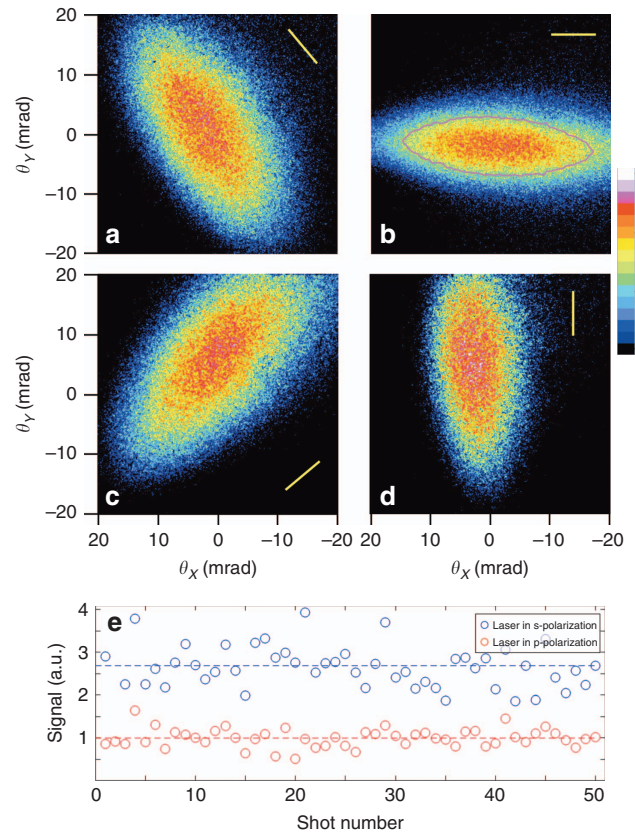 20
10
0
−10
−20
θY (mrad)
a
b
20
10
0
−10
−20
θY (mrad)
c
d
20 10 0 −10 −20
20 10 0 −10 −20
θX (mrad)
θX (mrad)
e
4
3
2
1
Signal (a.u.)
Laser in s-polarization
Laser in p-polarization
0 10 20 30 40 50
Shot number